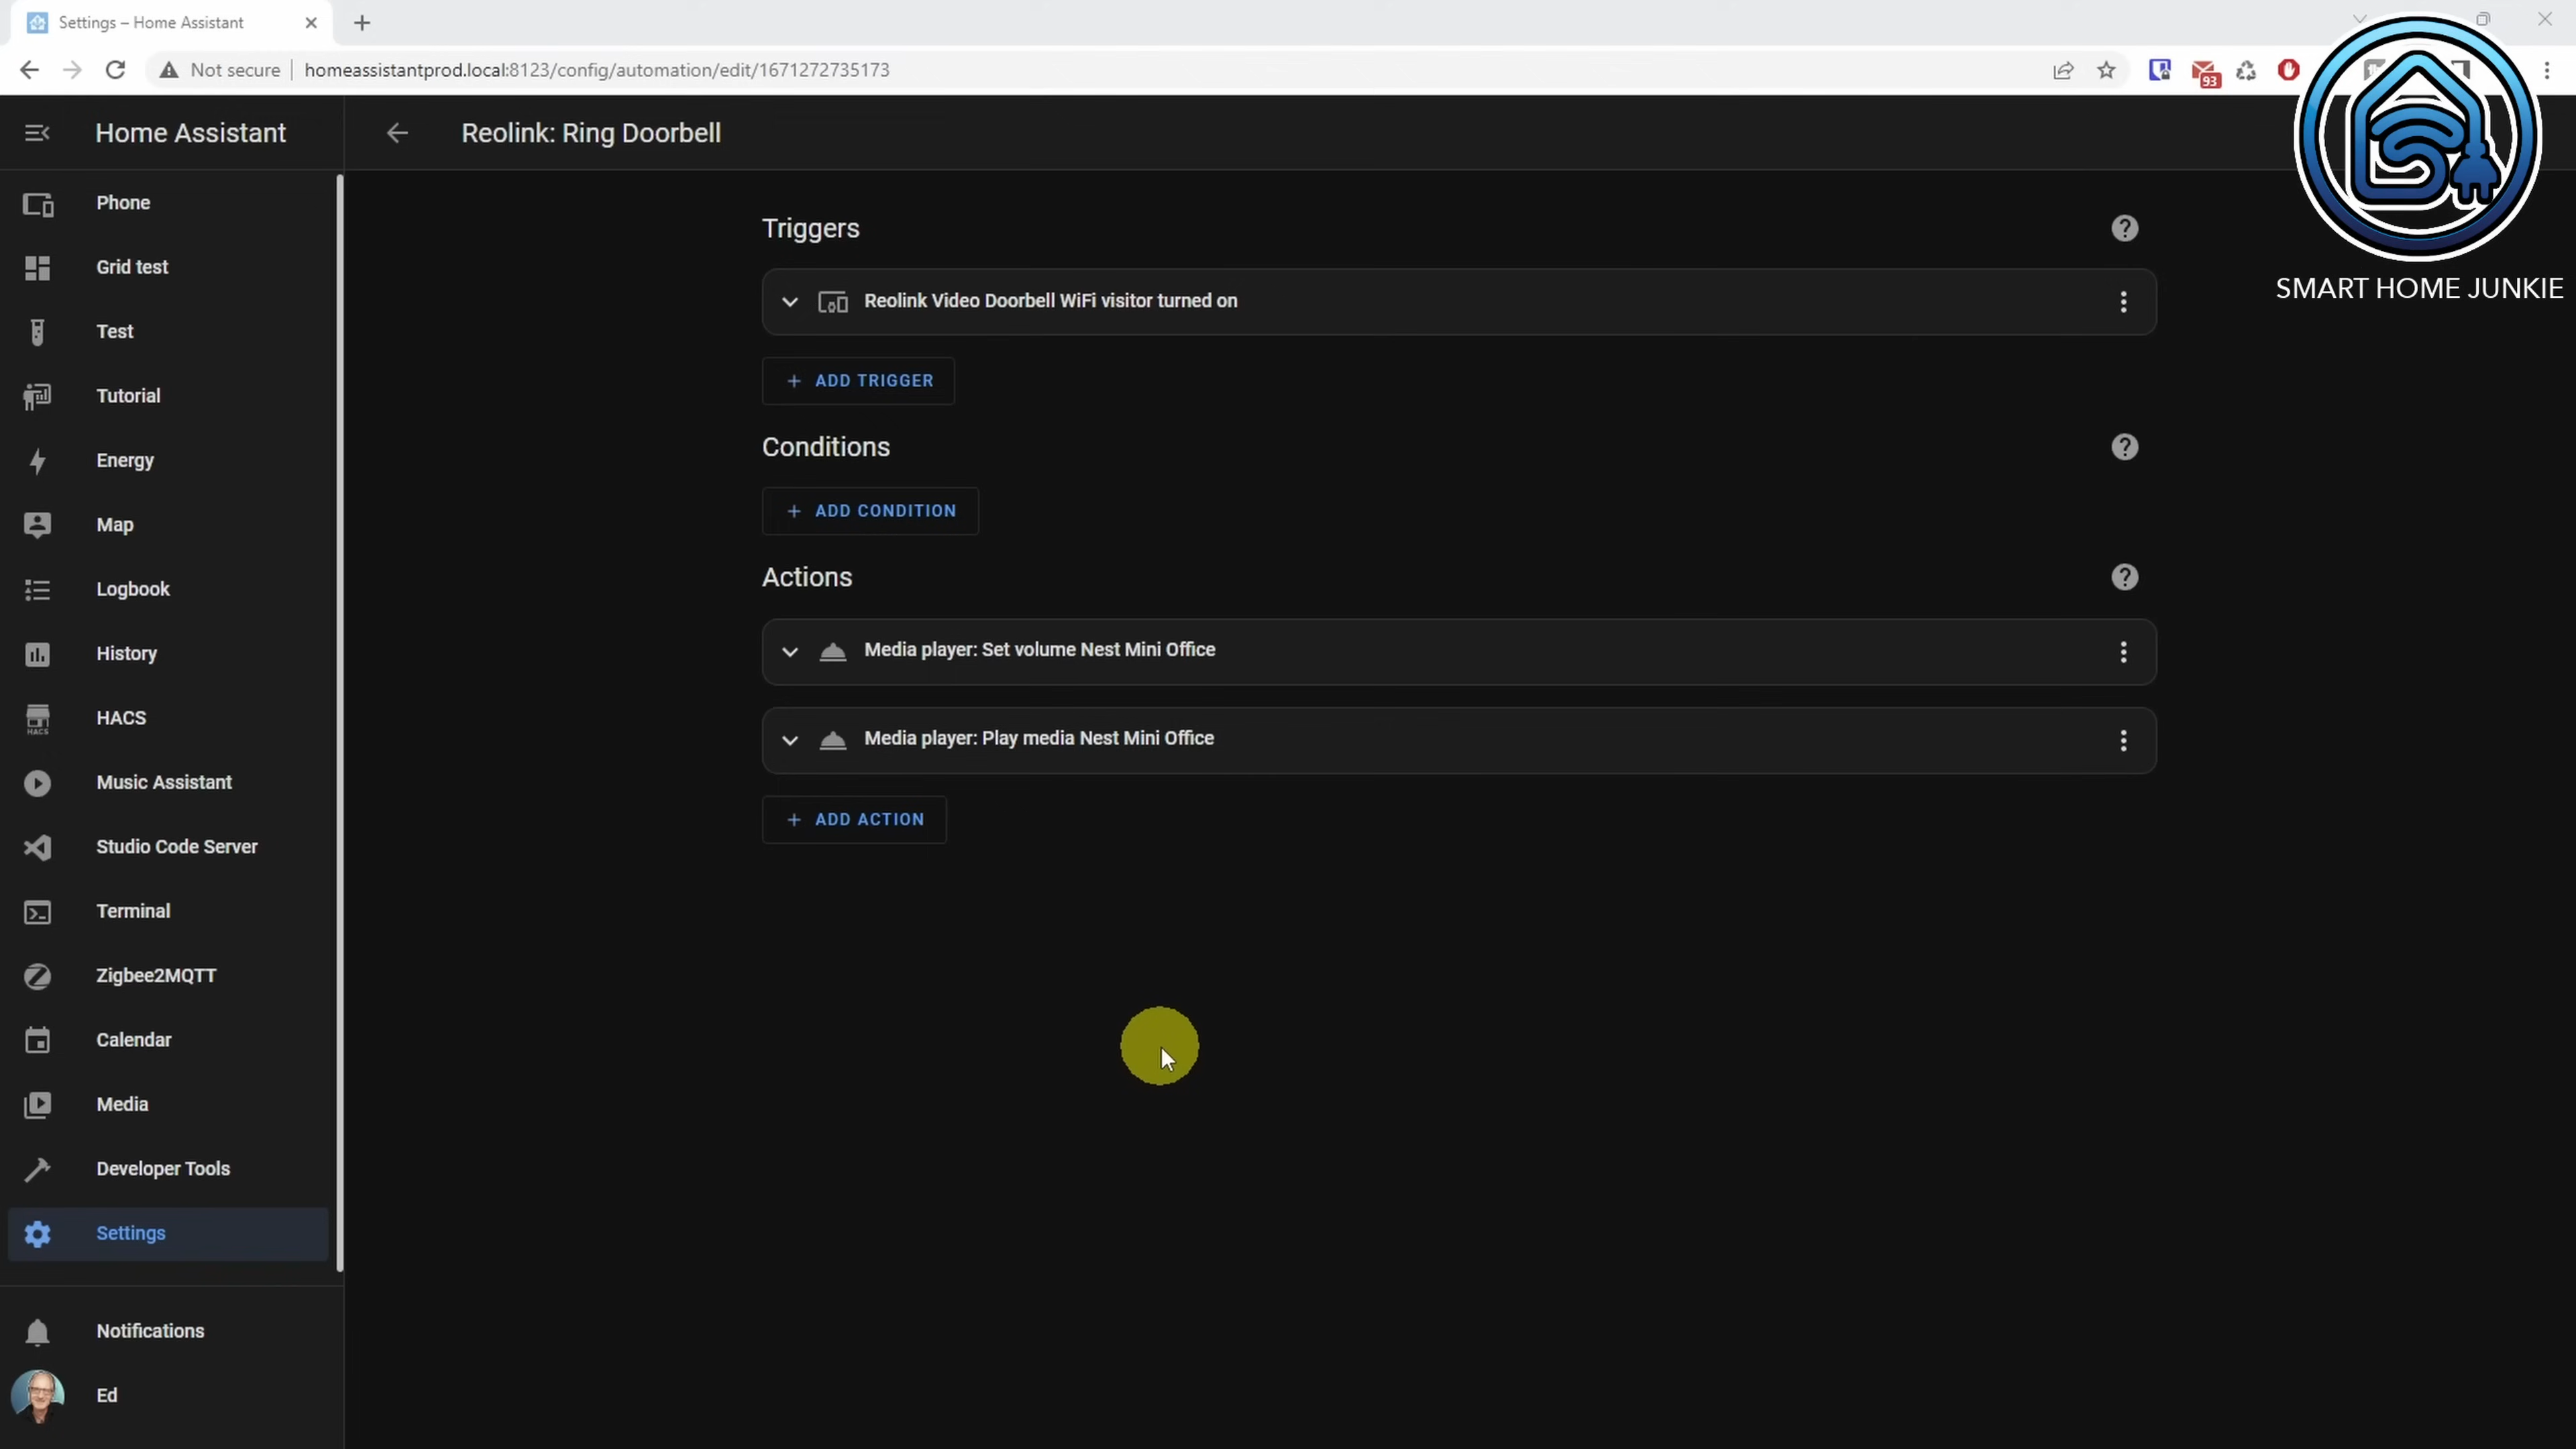 Settings – Home Assistant
Not secure
homeassistantprod.local:8123/config/automation/edit/1671272735173
93
SMART HOME JUNKIE
Home Assistant
Phone
Grid test
Test
Tutorial
Energy
Map
Logbook
History
HACS
HACS
Music Assistant
Studio Code Server
Terminal
Zigbee2MQTT
Calendar
Media
Developer Tools
Settings
Notifications
Ed
Reolink: Ring Doorbell
Triggers
Reolink Video Doorbell WiFi visitor turned on
+ ADD TRIGGER
Conditions
+ ADD CONDITION
Actions
Media player: Set volume Nest Mini Office
Media player: Play media Nest Mini Office
+ ADD ACTION